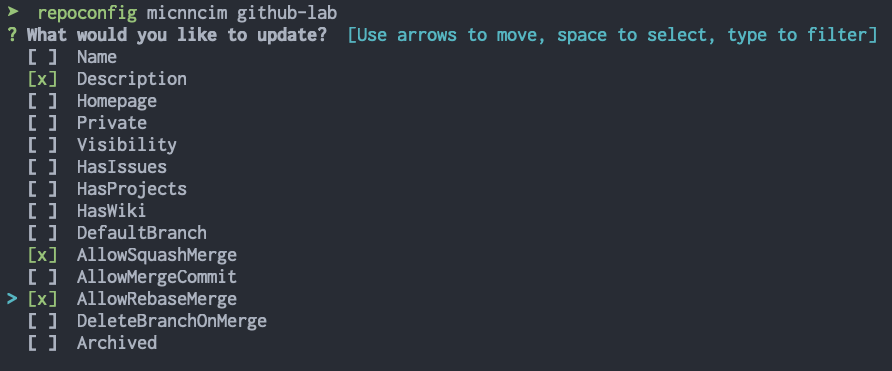 ➤ repoconfig micnncim github-lab
? What would you like to update? [Use arrows to move, space to select, type to filter]
[ ] Name
[x] Description
[ ] Homepage
[ ] Private
[ ] Visibility
[ ] HasIssues
[ ] HasProjects
[ ] HasWiki
[ ] DefaultBranch
[x] AllowSquashMerge
[ ] AllowMergeCommit
> [x] AllowRebaseMerge
[ ] DeleteBranchOnMerge
[ ] Archived